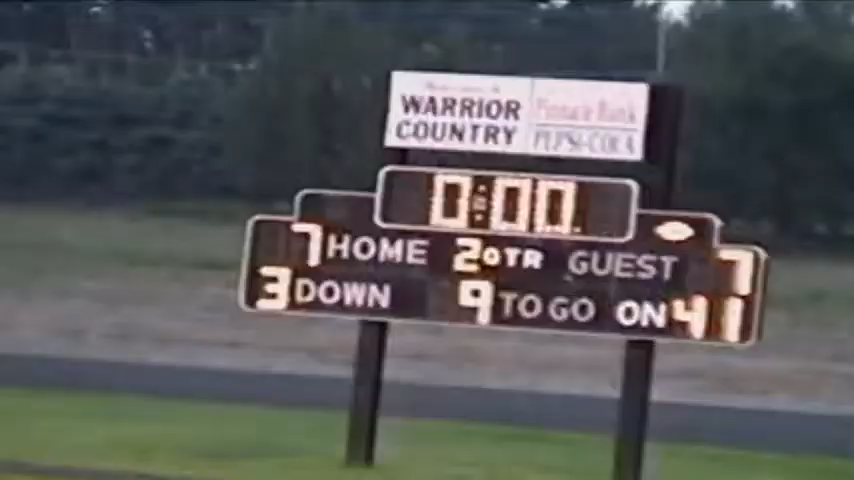 WARRIOR
COUNTRY
Pinnacle Bank
PEPSI-COLA
0:00
7 HOME 2 QTR GUEST 7
3 DOWN 9 TO GO ON 41